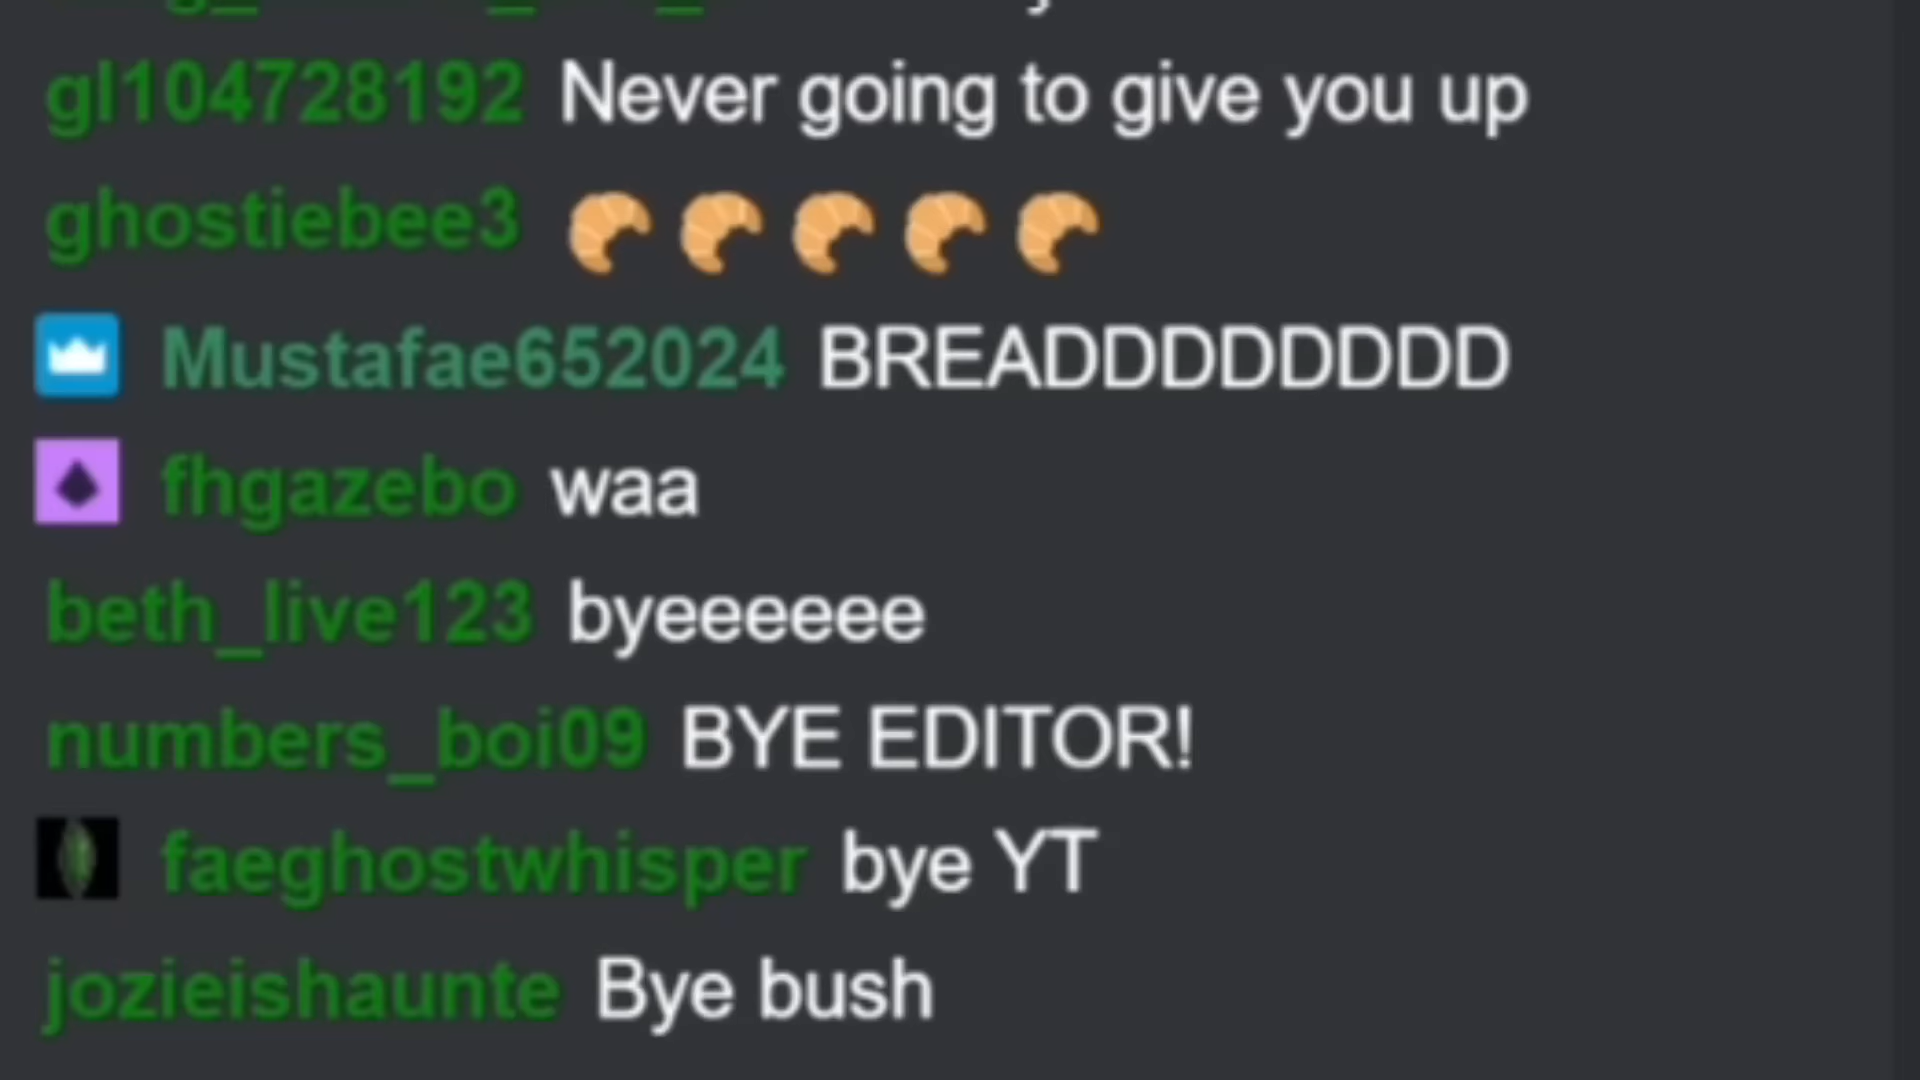 gl104728192 Never going to give you up
ghostiebee3 🥐🥐🥐🥐🥐
Mustafae652024 BREADDDDDDDD
fhgazebo waa
beth_live123 byeeeeee
numbers_boi09 BYE EDITOR!
faeghostwhisper bye YT
jozieishaunte Bye bush